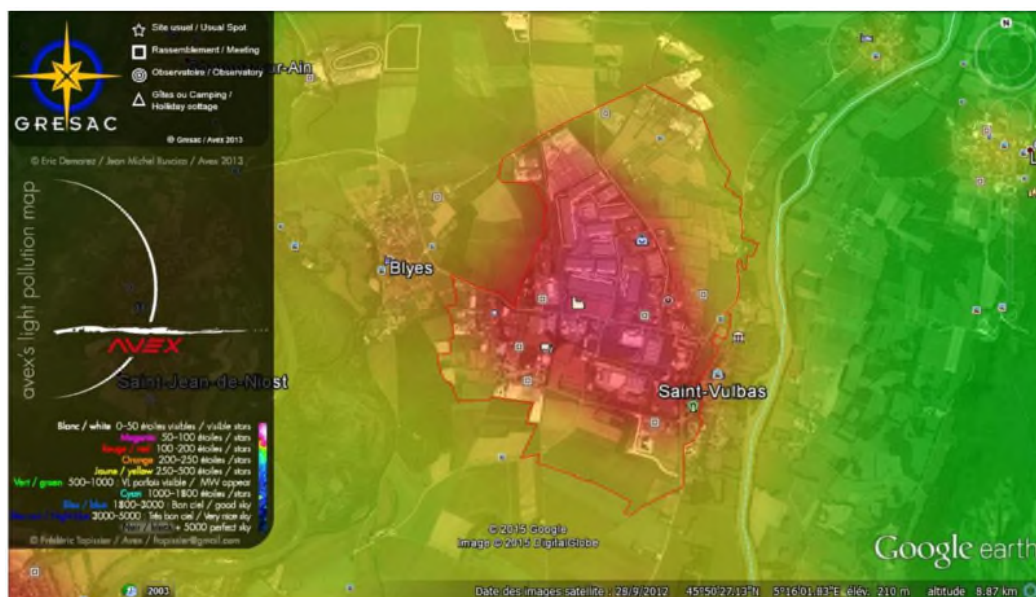 GRESAC
Site usuel / Usual Spot
Rassemblement / Meeting
Observatoire / Observatory
Gîtes ou Camping /
Holliday cottage
© Gresac / Avex 2013
© Eric Demarez / Jean Michel Ruscica / Avex 2013
avex's light pollution map
AVEX
Saint-Jean-de-Niost
ur-Ain
Blyes
Saint-Vulbas
N
Blanc / white 0-50 étoiles visibles / visible stars
Magenta 50-100 étoiles / stars
Rouge / red 100-200 étoiles / stars
Orange 200-250 étoiles / stars
Jaune / yellow 250-500 étoiles / stars
Vert / green 500-1000 VL parfois visible / MW appear
Cyan 1000-1800 étoiles / stars
Bleu / blue 1800-3000 : Bon ciel / good sky
3000-5000 : Très bon ciel / Very nice sky
Noir / black + 5000 perfect sky
© Frédéric Tapissier / Avex / ftapissier@gmail.com
© 2015 Google
Image © 2015 DigitalGlobe
Google earth
2003
Date des images satellite : 28/9/2012 45°50'27.13"N 5°16'01.83"E élév. 210 m altitude 8.87 km